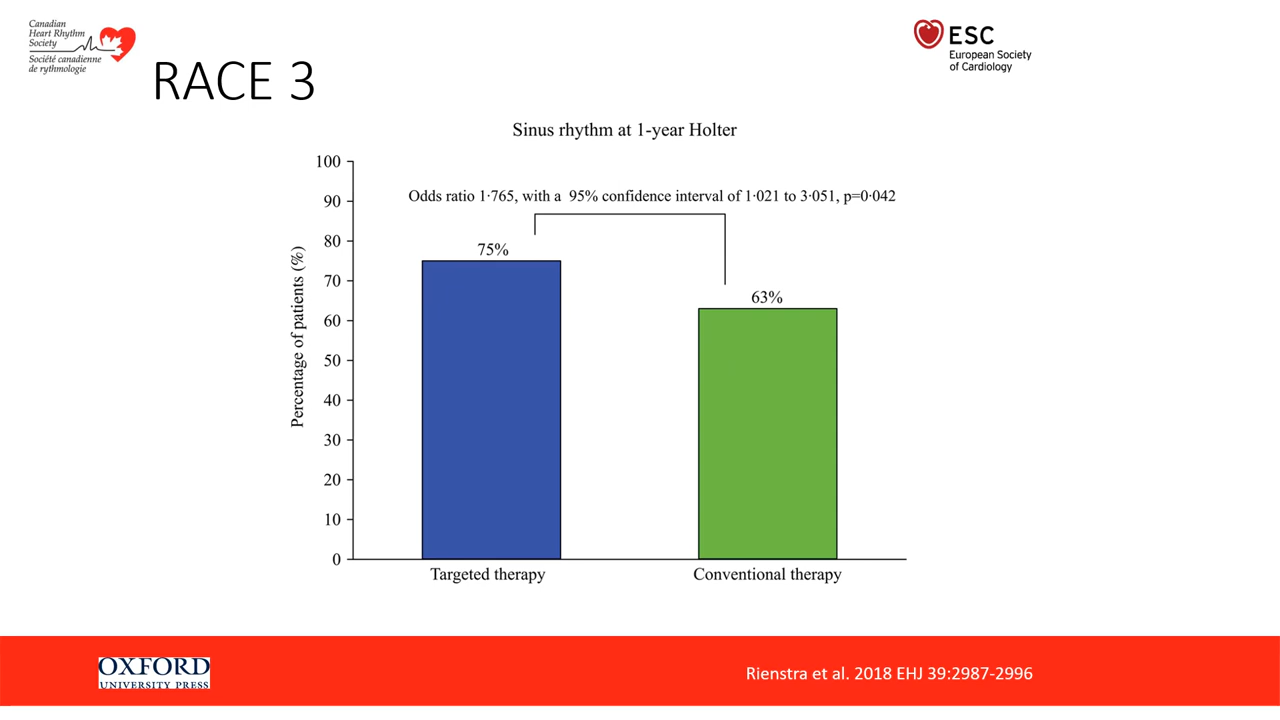 Canadian
Heart Rhythm
Society
Société canadienne
de rythmologie
ESC
European Society
of Cardiology
RACE 3
Sinus rhythm at 1-year Holter
Odds ratio 1·765, with a 95% confidence interval of 1·021 to 3·051, p=0·042
Percentage of patients (%)
100
90
80
70
60
50
40
30
20
10
0
75%
63%
Targeted therapy
Conventional therapy
OXFORD
UNIVERSITY PRESS
Rienstra et al. 2018 EHJ 39:2987-2996